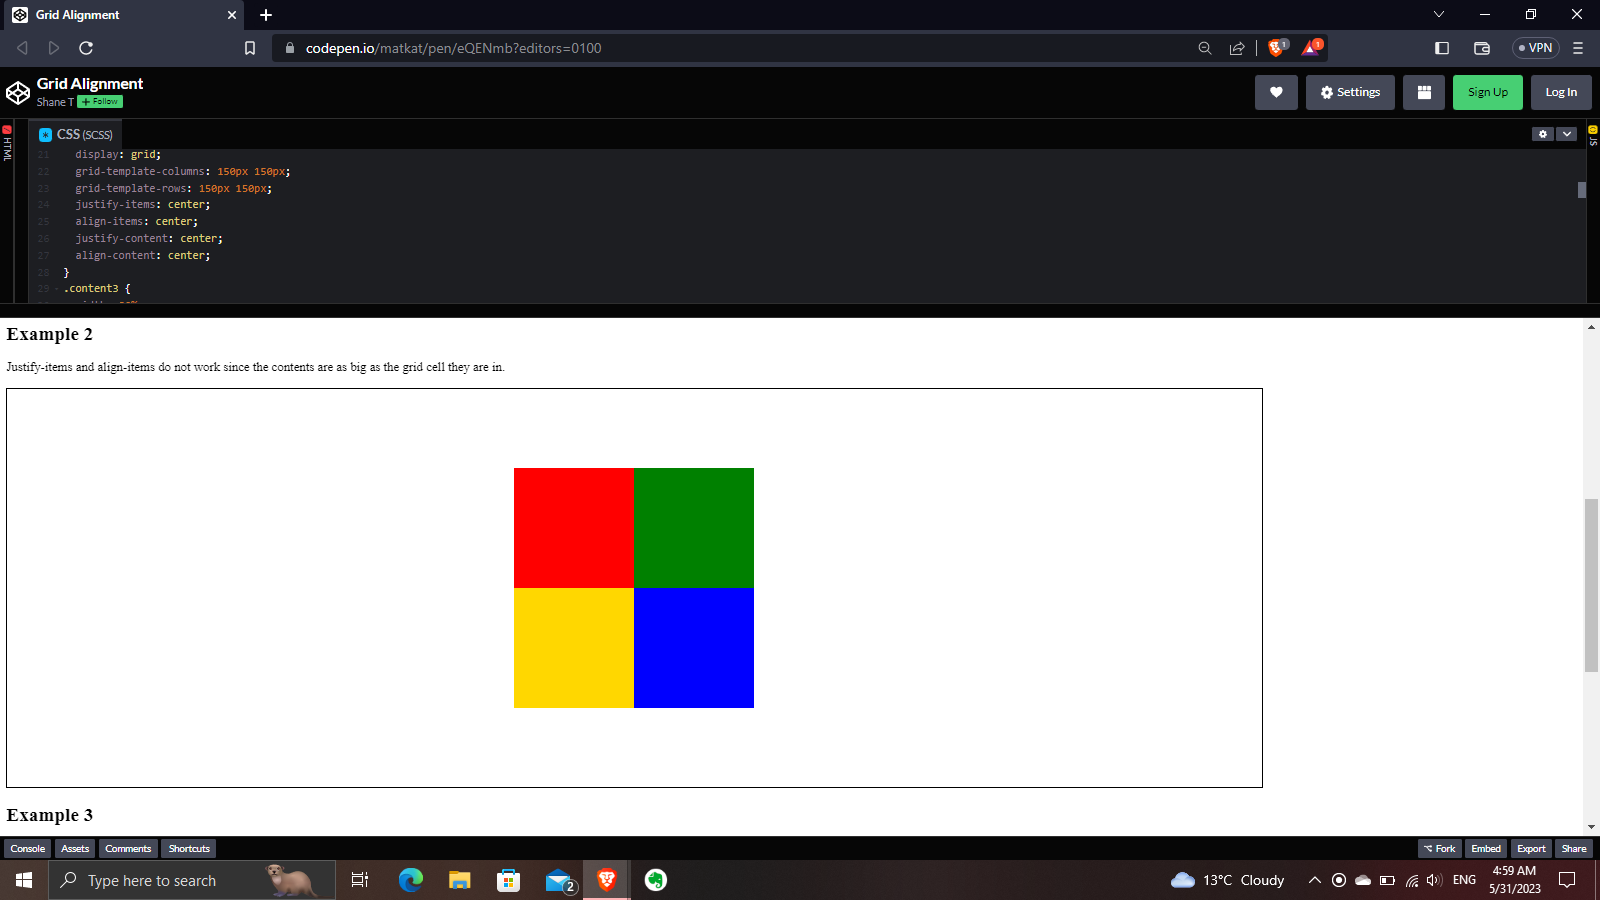 Grid Alignment
codepen.io/matkat/pen/eQENmb?editors=0100
1
1
VPN
Grid Alignment
Shane T + Follow
Settings
Sign Up
Log In
HTML
CSS (SCSS)
JS
21 display: grid;
22 grid-template-columns: 150px 150px;
23 grid-template-rows: 150px 150px;
24 justify-items: center;
25 align-items: center;
26 justify-content: center;
27 align-content: center;
28 }
29 .content3 {
Example 2
Justify-items and align-items do not work since the contents are as big as the grid cell they are in.
Example 3
Console Assets Comments Shortcuts
Fork Embed Export Share
Type here to search
2
13°C Cloudy
ENG
4:59 AM
5/31/2023